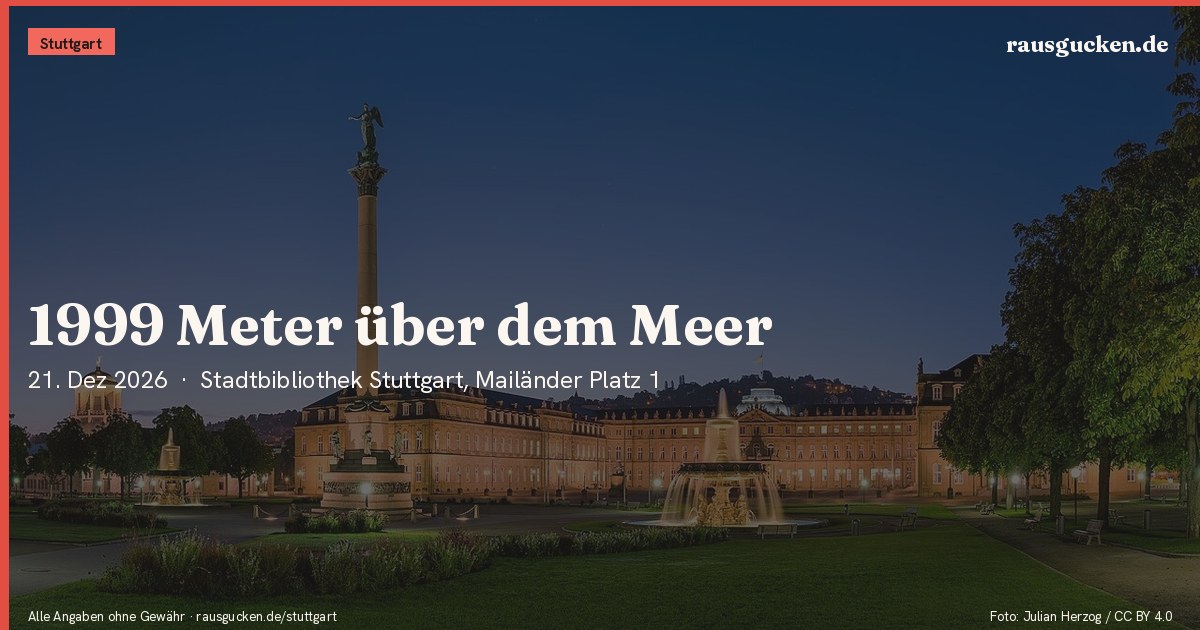 Stuttgart
rausgucken.de
1999 Meter über dem Meer
21. Dez 2026 · Stadtbibliothek Stuttgart, Mailänder Platz 1
Alle Angaben ohne Gewähr · rausgucken.de/stuttgart
Foto: Julian Herzog / CC BY 4.0